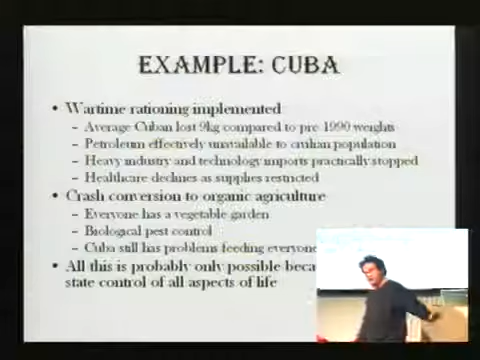 EXAMPLE: CUBA
• Wartime rationing implemented
– Average Cuban lost 9kg compared to pre 1990 weights
– Petroleum effectively unavailable to civilian population
– Heavy industry and technology imports practically stopped
– Healthcare declines as supplies restricted
• Crash conversion to organic agriculture
– Everyone has a vegetable garden
– Biological pest control
– Cuba still has problems feeding everyone
• All this is probably only possible
state control of all aspects of life